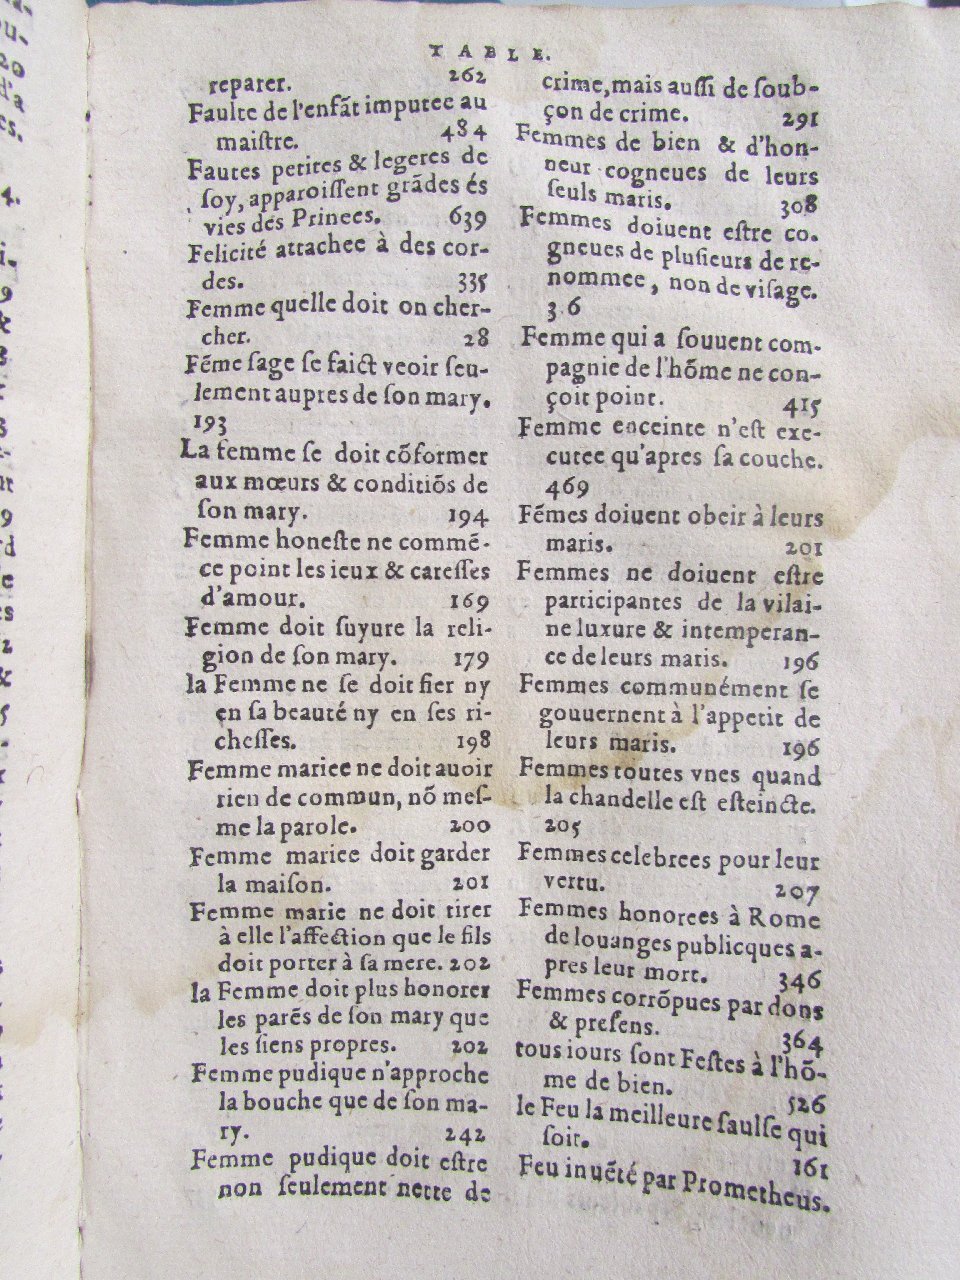 TABLE.
reparer. 262
Faulte de l'enfãt imputee au
maistre. 484
Fautes petites & legeres de
ſoy, apparoiſſent grãdes és
vies des Princes. 639
Felicité attachee à des cor-
des. 335
Femme quelle doit on cher-
cher. 28
Fẽme sage se faict veoir ſeu-
lement aupres de ſon mary.
193
La femme ſe doit cõformer
aux mœurs & conditiõs de
ſon mary. 194
Femme honeſte ne commẽ-
ce point les ieux & careſſes
d'amour. 169
Femme doit ſuyure la reli-
gion de ſon mary. 179
la Femme ne se doit fier ny
en sa beauté ny en ses ri-
cheſſes. 198
Femme mariee ne doit auoir
rien de commun, nõ meſ-
me la parole. 200
Femme mariee doit garder
la maiſon. 201
Femme marie ne doit tirer
à elle l'affection que le fils
doit porter à ſa mere. 202
la Femme doit plus honorer
les parẽs de ſon mary que
les ſiens propres. 202
Femme pudique n'approche
la bouche que de ſon ma-
ry. 242
Femme pudique doit eſtre
non ſeulement nette de
crime, mais auſſi de ſoub-
çon de crime. 291
Femmes de bien & d'hon-
neur cogneues de leurs
ſeuls maris. 308
Femmes doiuent eſtre co.
gneues de pluſieurs de re-
nommee, non de viſage.
3 6
Femme qui a ſouuent com-
pagnie de l'hõme ne con-
çoit point. 415
Femme enceinte n'eſt exe-
cutee qu'apres ſa couche.
469
Fẽmes doiuent obeir à leurs
maris. 201
Femmes ne doiuent eſtre
participantes de la vilai-
ne luxure & intemperan-
ce de leurs maris. 196
Femmes communément ſe
gouuernent à l'appetit de
leurs maris. 196
Femmes toutes vnes quand
la chandelle eſt eſteincte.
205
Femmes celebrees pour leur
vertu. 207
Femmes honorees à Rome
de louanges publicques a-
pres leur mort. 346
Femmes corrõpues par dons
& preſens. 364
tous iours ſont Feſtes à l'hõ-
me de bien. 526
le Feu la meilleure ſaulſe qui
ſoit. 161
Feu inuẽté par Prometheus.